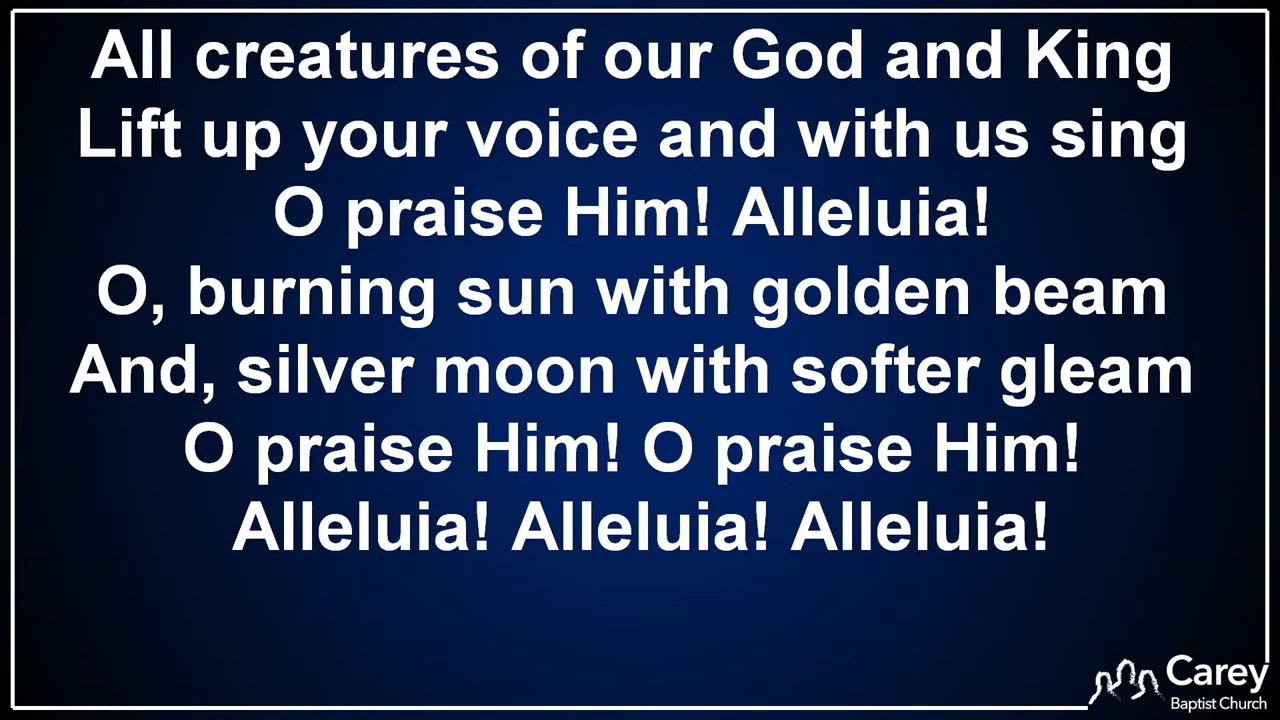 All creatures of our God and King
Lift up your voice and with us sing
O praise Him! Alleluia!
O, burning sun with golden beam
And, silver moon with softer gleam
O praise Him! O praise Him!
Alleluia! Alleluia! Alleluia!
Carey
Baptist Church